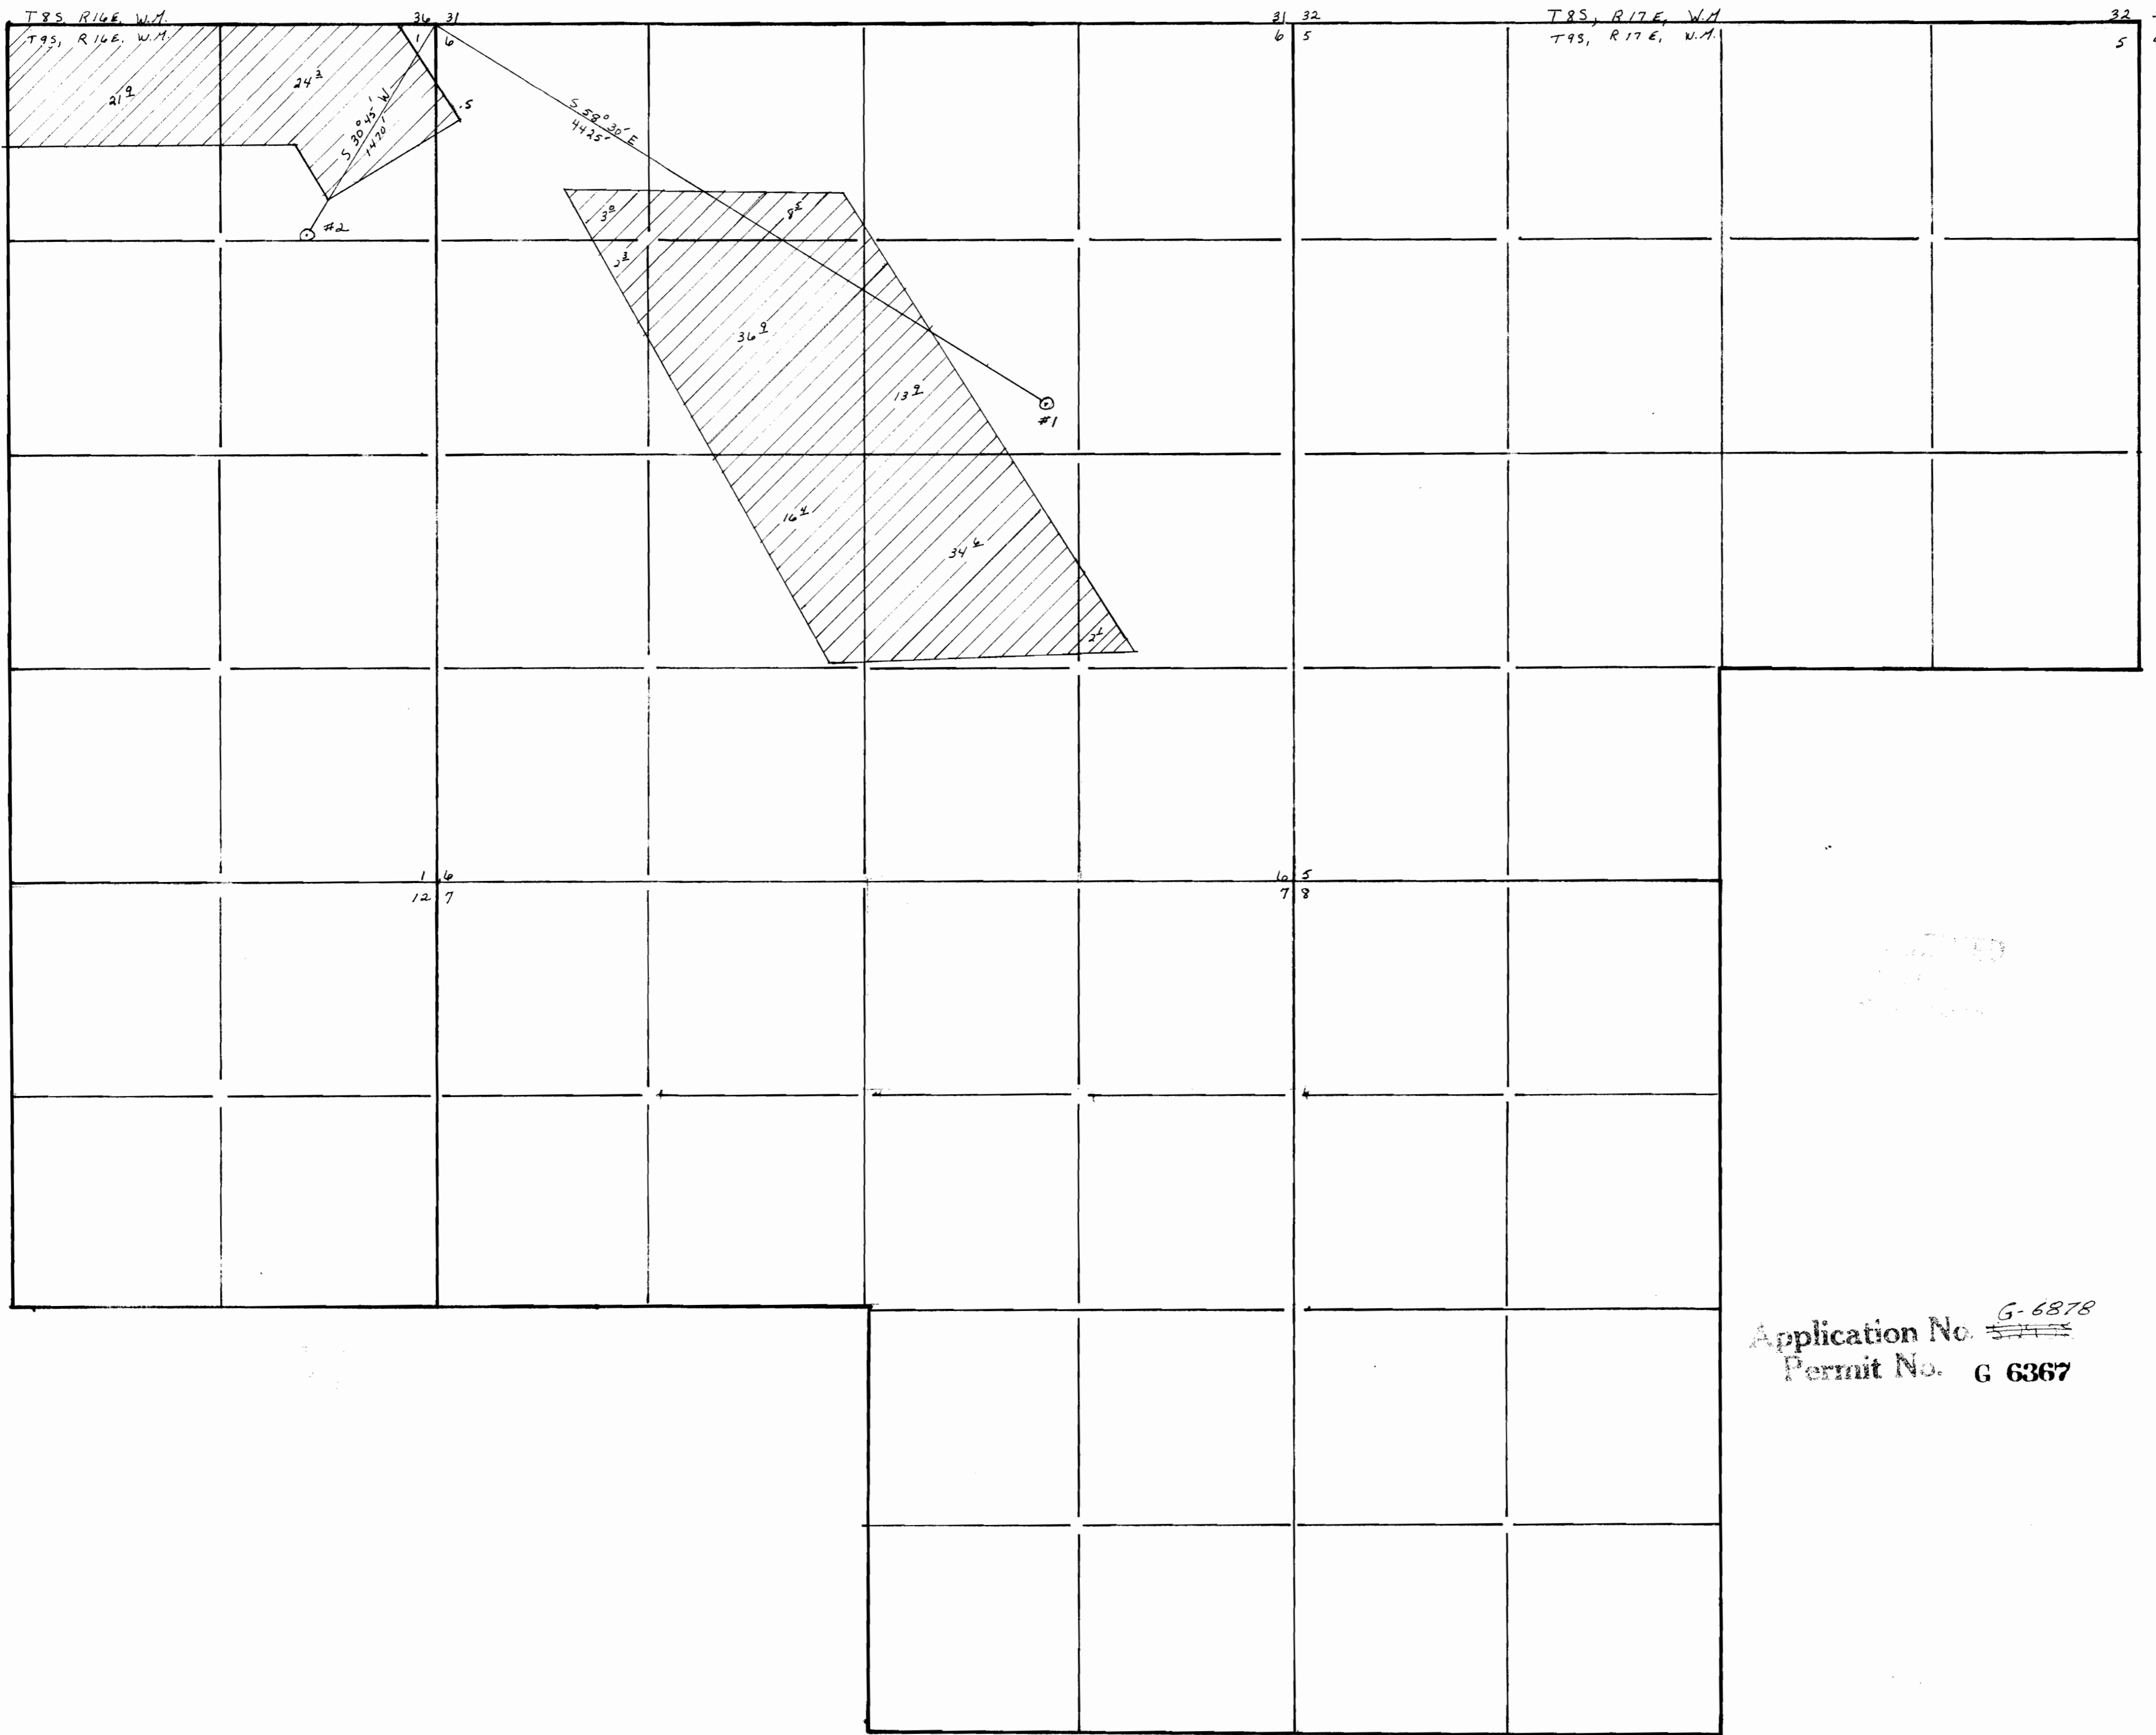 T8S, R16E, W.M.
T9S, R16E, W.M.
36 31
1 6
31 32
6 5
T8S, R17E, W.M
T9S, R17E, W.M.
32
5
21 9
24 3
.5
S 30° 45' W
1420'
#2
S 58° 30' E
4425'
3 0
8 5
2 3
36 9
13 9
#1
16 4
34 6
2 1
1 6
12 7
6 5
7 8
G-6878
Application No.
Permit No. G 6367